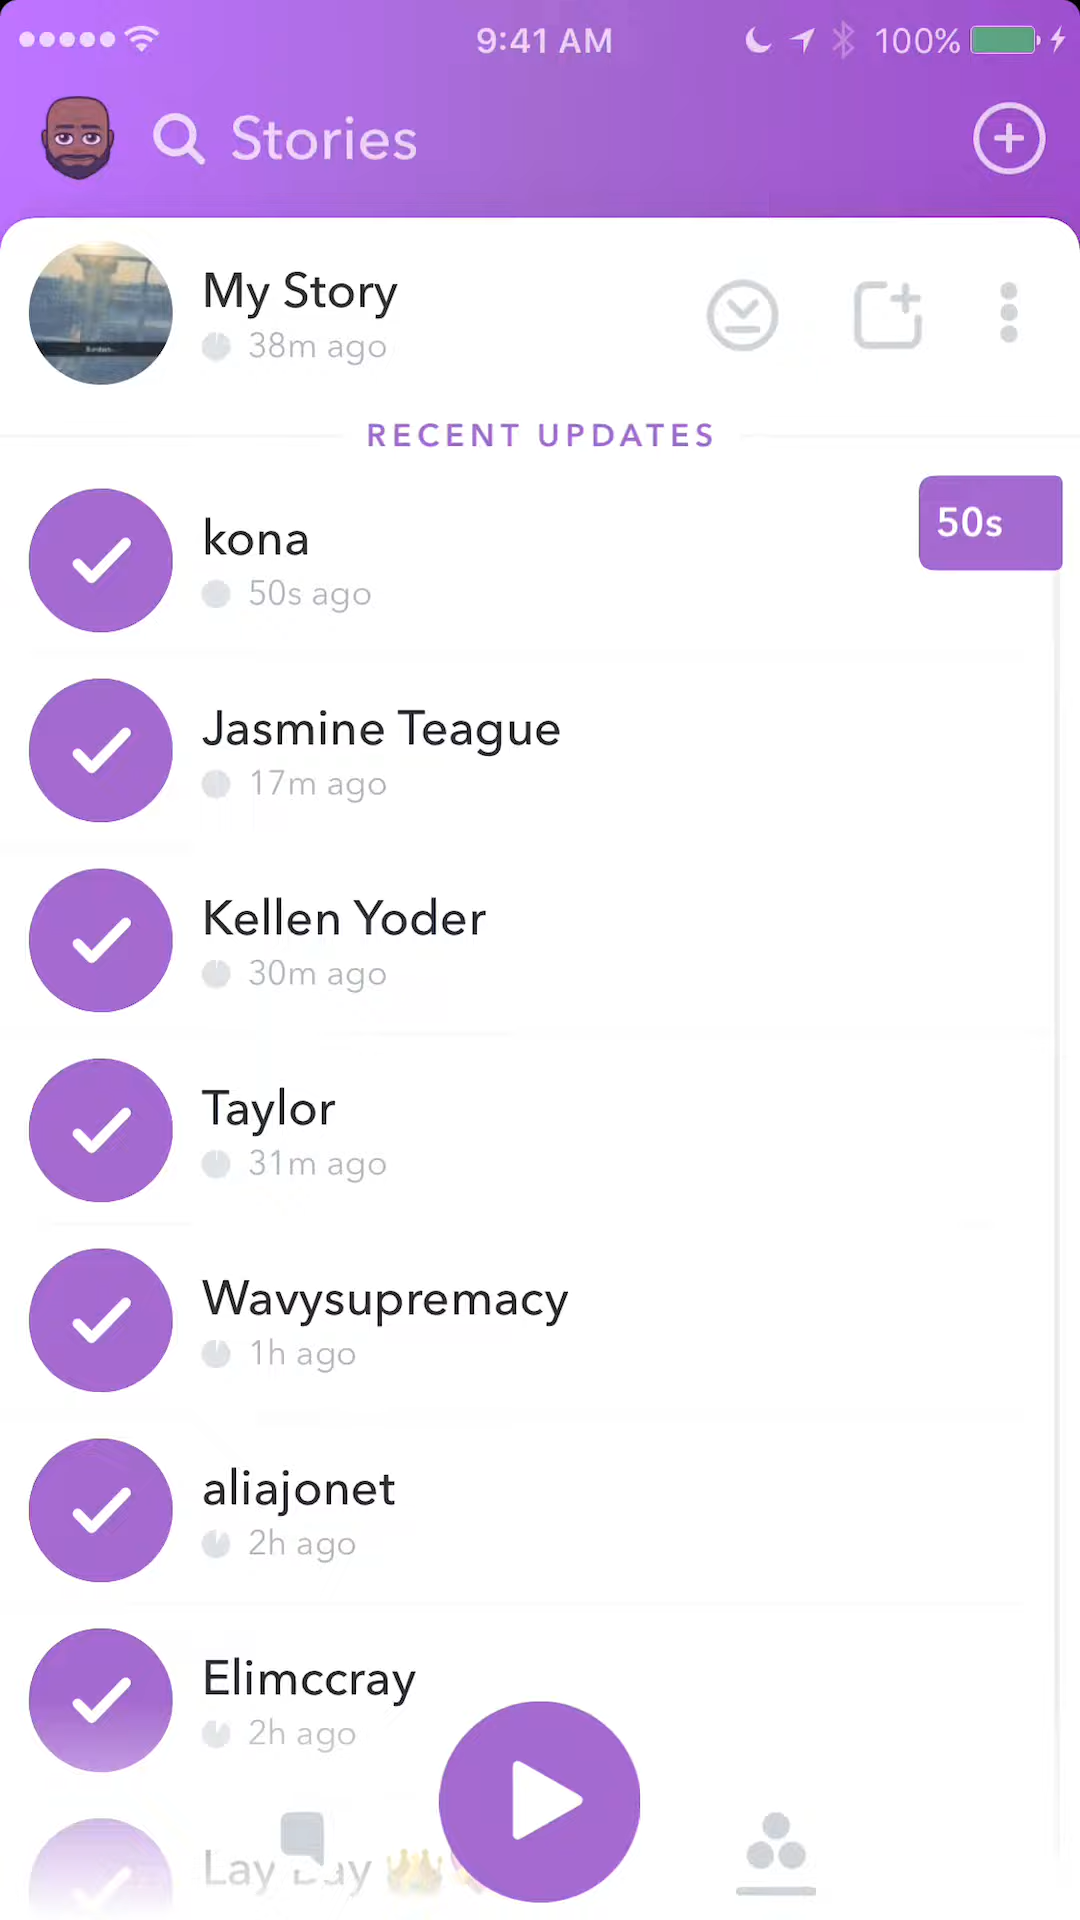 9:41 AM
100%
Stories
My Story
38m ago
RECENT UPDATES
50s
kona
50s ago
Jasmine Teague
17m ago
Kellen Yoder
30m ago
Taylor
31m ago
Wavysupremacy
1h ago
aliajonet
2h ago
Elimccray
2h ago
Lay